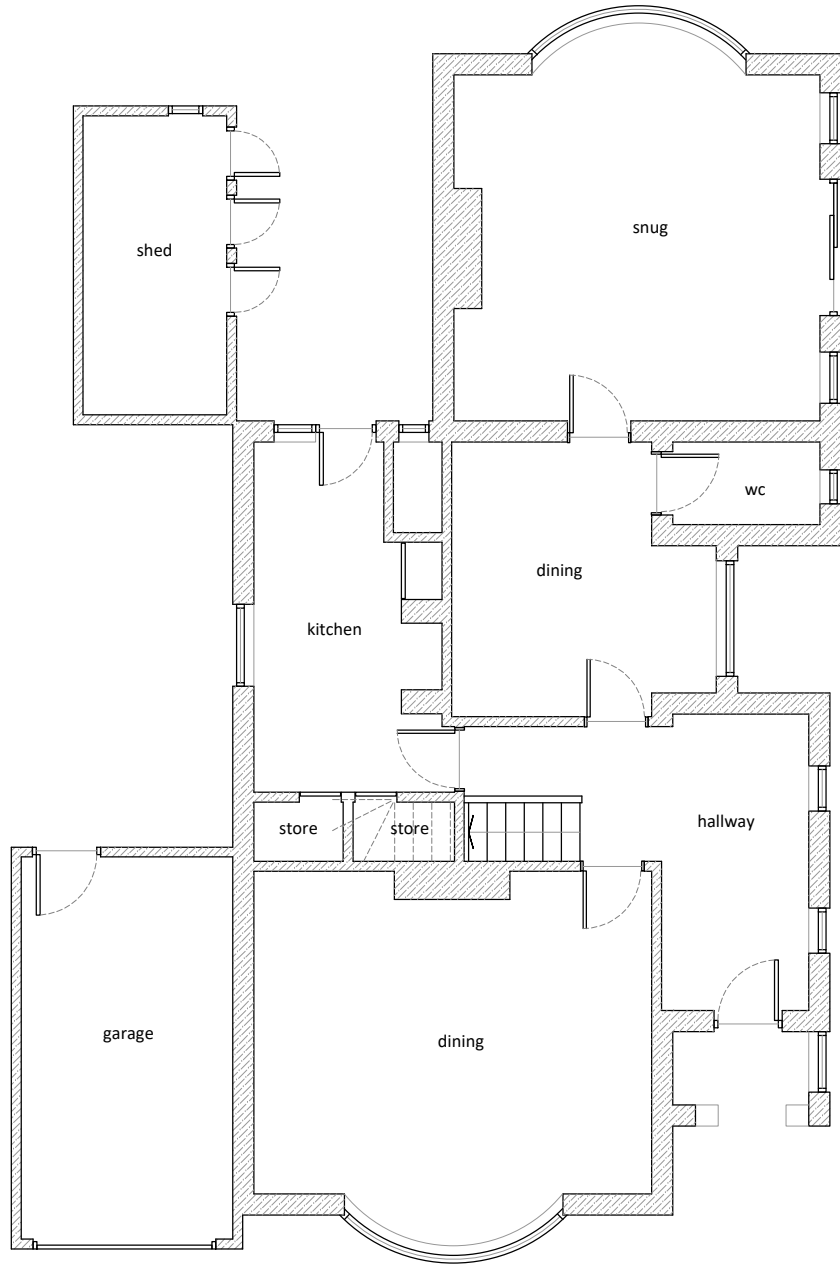 snug
shed
wc
dining
kitchen
store
store
hallway
garage
dining